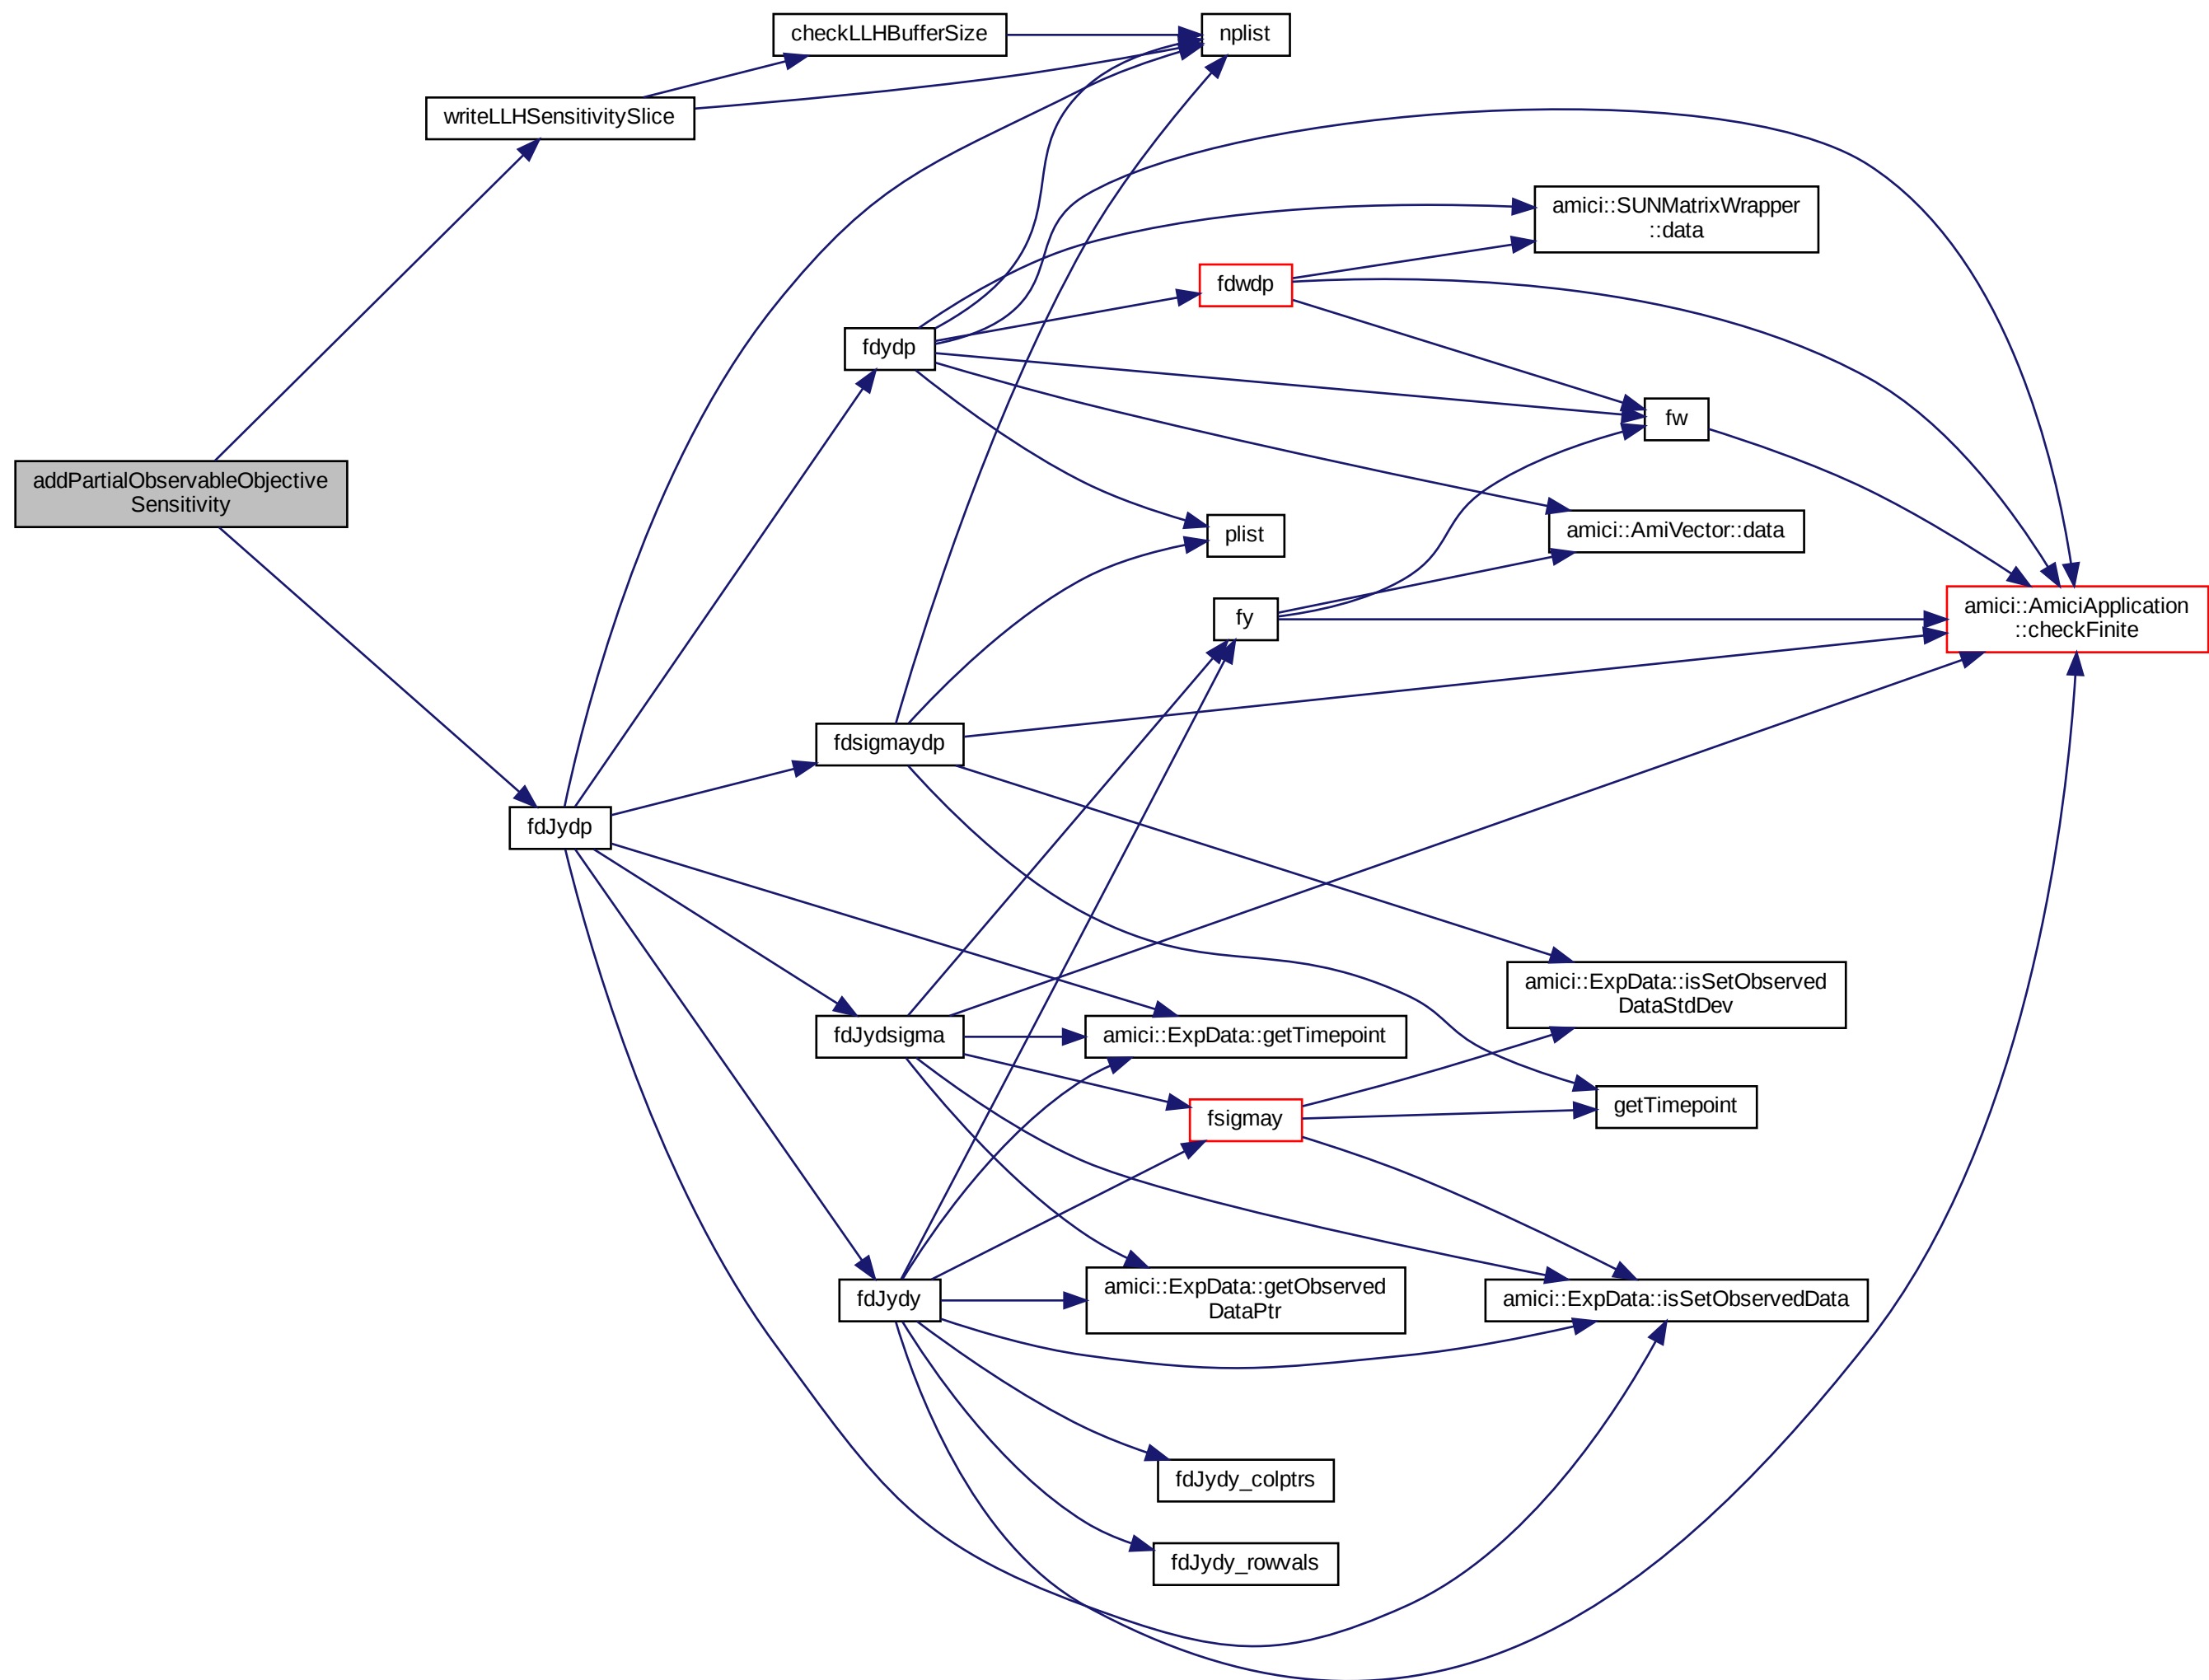 checkLLHBufferSize
nplist
writeLLHSensitivitySlice
amici::SUNMatrixWrapper
::data
fdwdp
fdydp
fw
addPartialObservableObjective
Sensitivity
plist
amici::AmiVector::data
fy
amici::AmiciApplication
::checkFinite
fdsigmaydp
fdJydp
amici::ExpData::isSetObserved
DataStdDev
fdJydsigma
amici::ExpData::getTimepoint
getTimepoint
fsigmay
fdJydy
amici::ExpData::getObserved
DataPtr
amici::ExpData::isSetObservedData
fdJydy_colptrs
fdJydy_rowvals